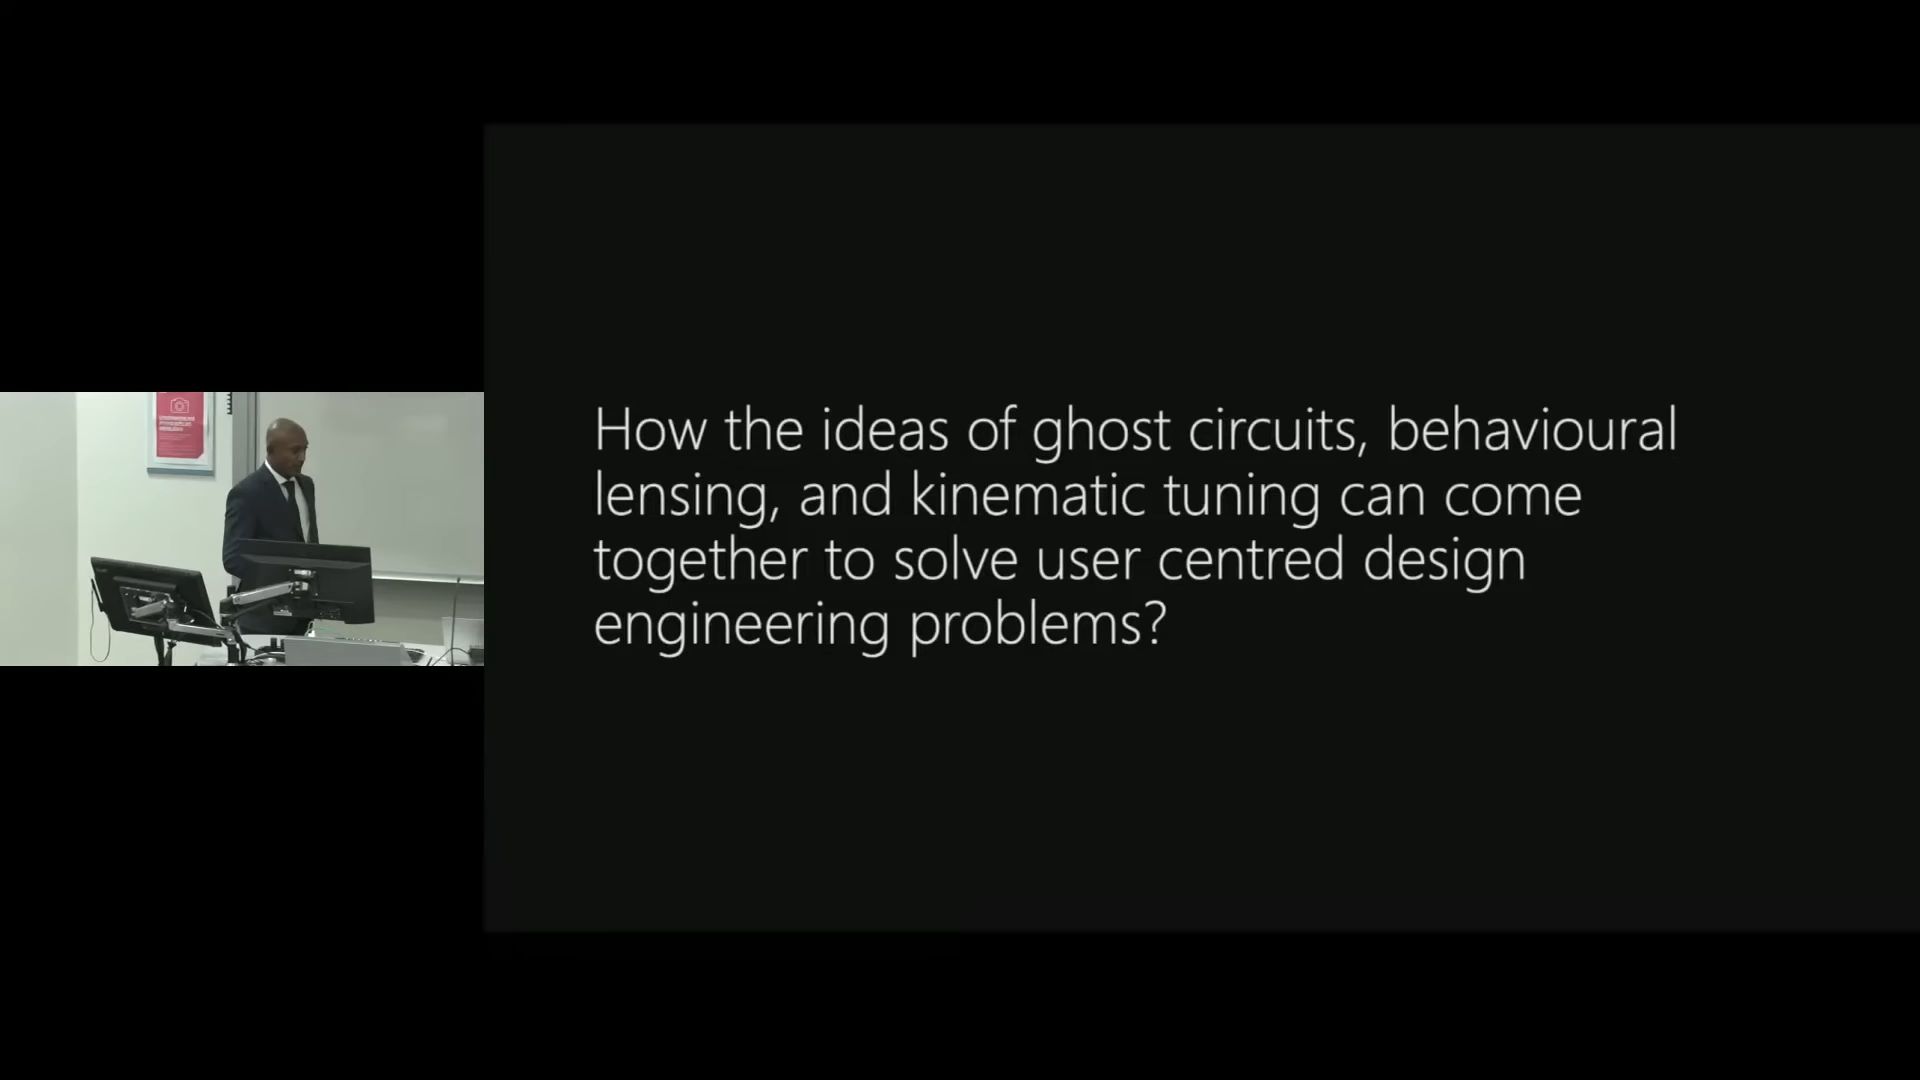 How the ideas of ghost circuits, behavioural
lensing, and kinematic tuning can come
together to solve user centred design
engineering problems?